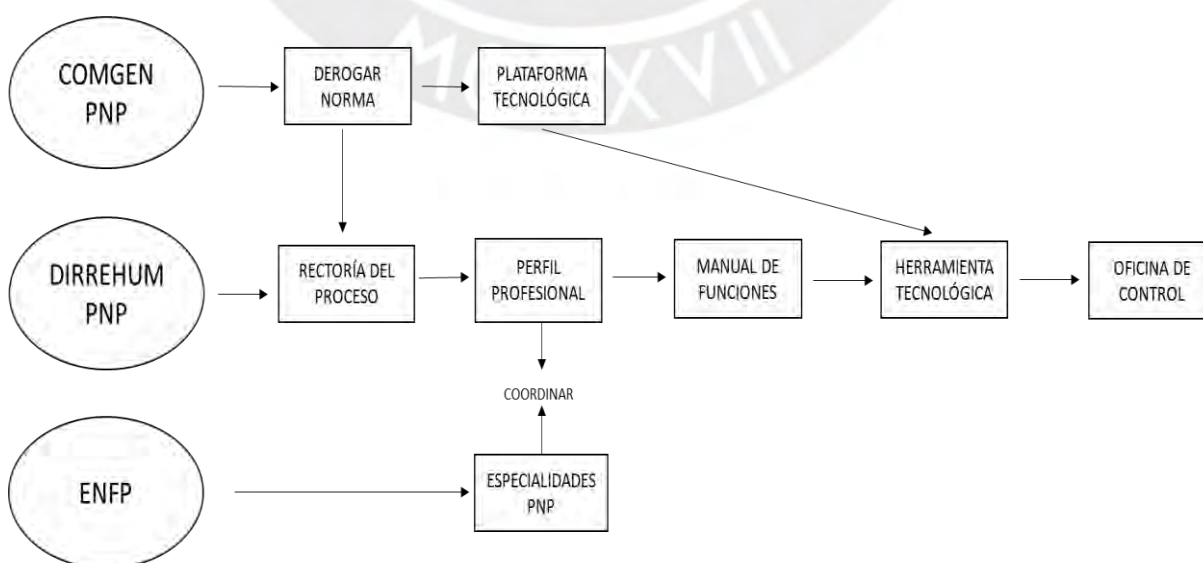 MCMXVII
COMGEN
PNP
DEROGAR
NORMA
PLATAFORMA
TECNOLÓGICA
DIRREHUM
PNP
RECTORÍA DEL
PROCESO
PERFIL
PROFESIONAL
MANUAL DE
FUNCIONES
HERRAMIENTA
TECNOLÓGICA
OFICINA DE
CONTROL
COORDINAR
ENFP
ESPECIALIDADES
PNP